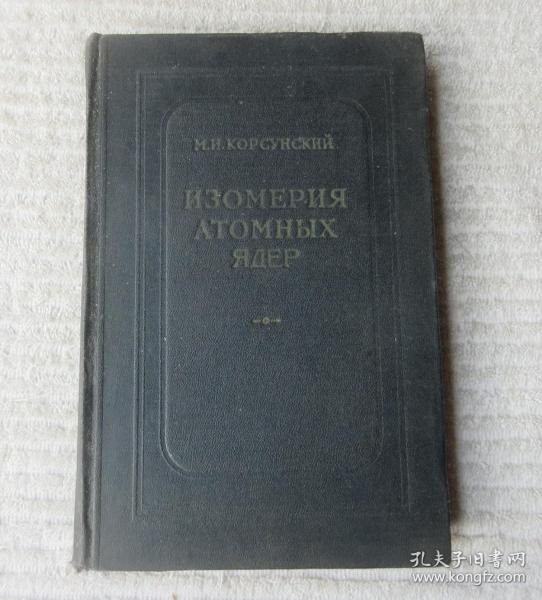 М.И.КОРСУНСКИЙ
ИЗОМЕРИЯ
АТОМНЫХ
ЯДЕР
孔夫子旧书网
www.kongfz.com